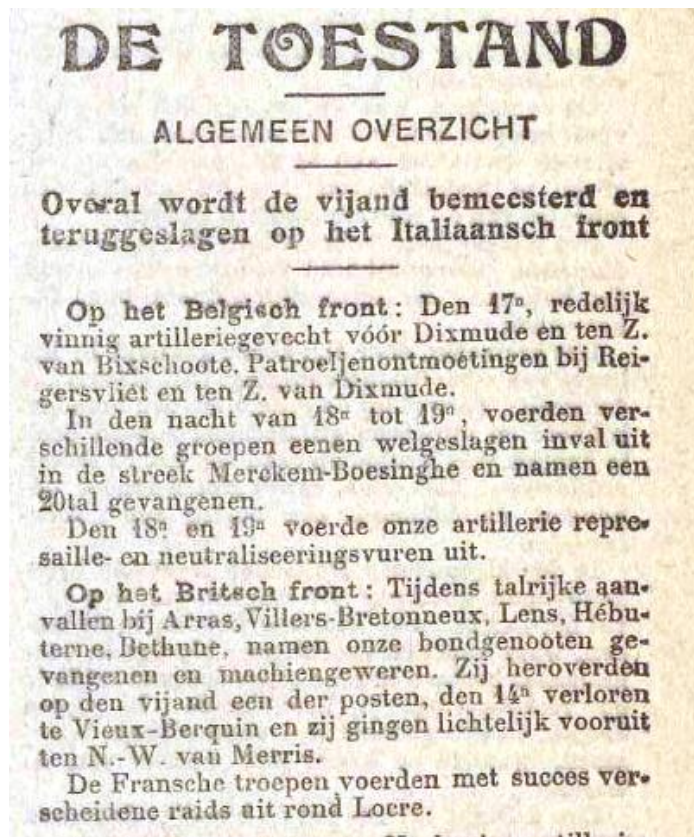 DE TOESTAND
ALGEMEEN OVERZICHT
Overal wordt de vijand bemeesterd en
teruggeslagen op het Italiaansch front
Op het Belgisch front : Den 17ⁿ, redelijk
vinnig artilleriegevecht vóór Dixmude en ten Z.
van Bixschoote. Patroeljenontmoetingen bij Rei-
gersvliet en ten Z. van Dixmude.
In den nacht van 18ⁿ tot 19ⁿ, voerden ver-
schillende groepen eenen welgeslagen inval uit
in de streek Merckem-Boesinghe en namen een
20tal gevangenen.
Den 18ⁿ en 19ⁿ voerde onze artillerie repre-
saille- en neutraliseeringsvuren uit.
Op het Britsch front : Tijdens talrijke aan-
vallen bij Arras, Villers-Bretonneux, Lens, Hébu-
terne, Bethune, namen onze bondgenooten ge-
vangenen en machiengeweren. Zij heroverden
op den vijand een der posten, den 14ⁿ verloren
te Vieux-Berquin en zij gingen lichtelijk vooruit
ten N.-W. van Merris.
De Fransche troepen voerden met succes ver-
scheidene raids uit rond Locre.